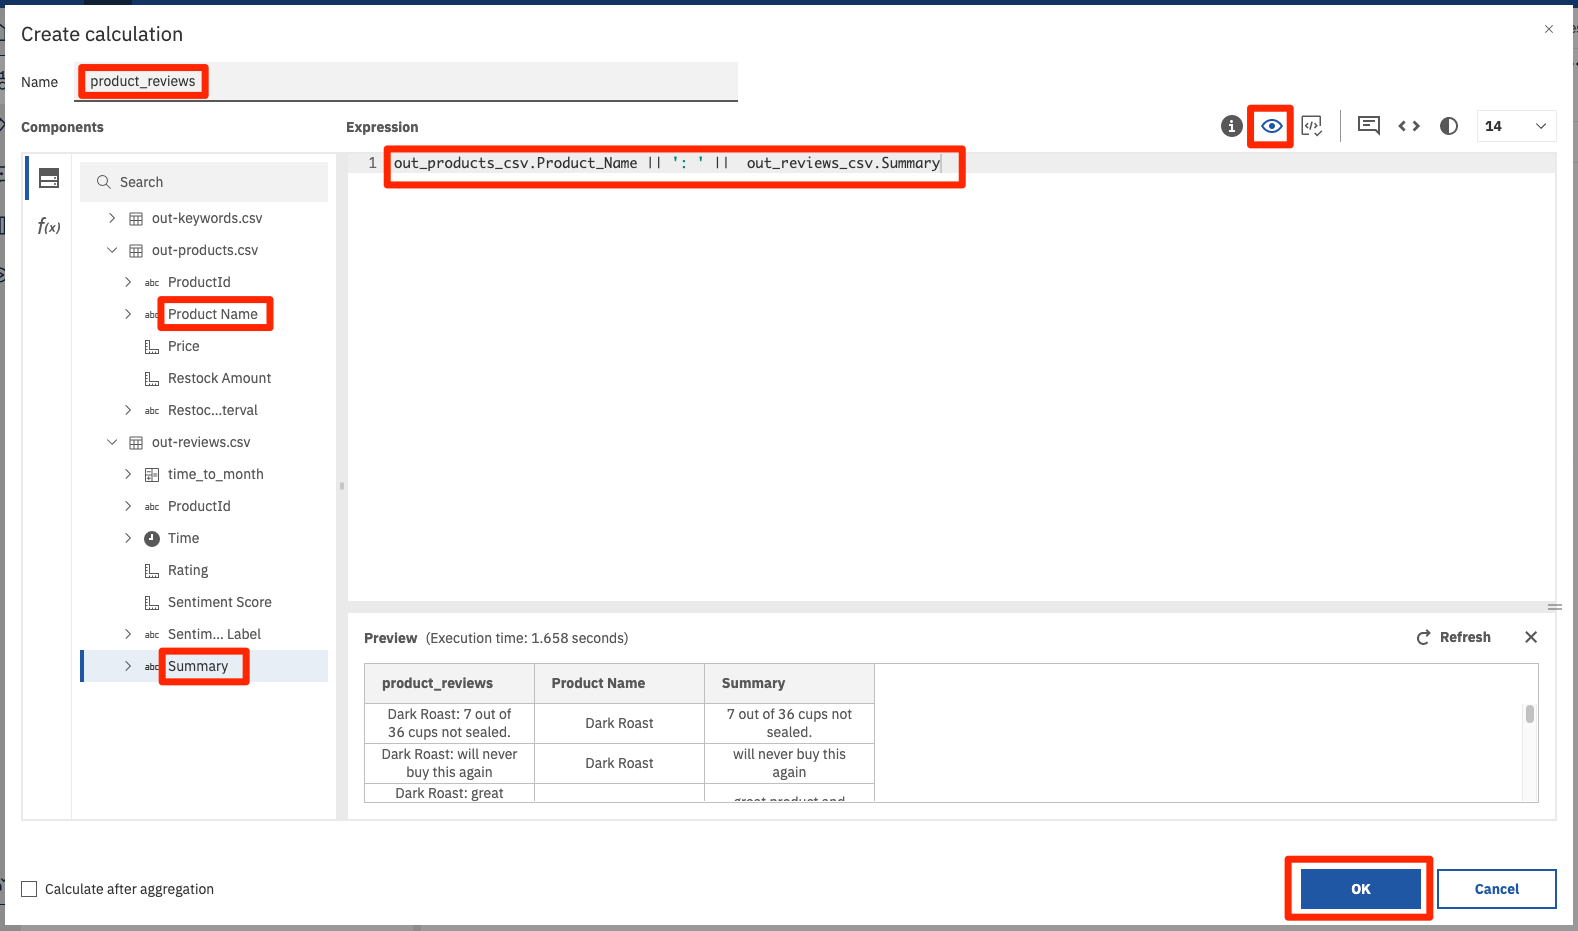 Create calculation
Name product_reviews
Components
Expression
14
1 out_products_csv.Product_Name || ': ' ||  out_reviews_csv.Summary
Search
f(x)
out-keywords.csv
out-products.csv
abc ProductId
abc Product Name
Price
Restock Amount
abc Restoc...terval
out-reviews.csv
time_to_month
abc ProductId
Time
Rating
Sentiment Score
abc Sentim... Label
abc Summary
Preview (Execution time: 1.658 seconds)
Refresh
product_reviews Product Name Summary
Dark Roast: 7 out of
36 cups not sealed.
Dark Roast
7 out of 36 cups not
sealed.
Dark Roast: will never
buy this again
Dark Roast
will never buy this
again
Dark Roast: great
great product and
Calculate after aggregation
OK
Cancel